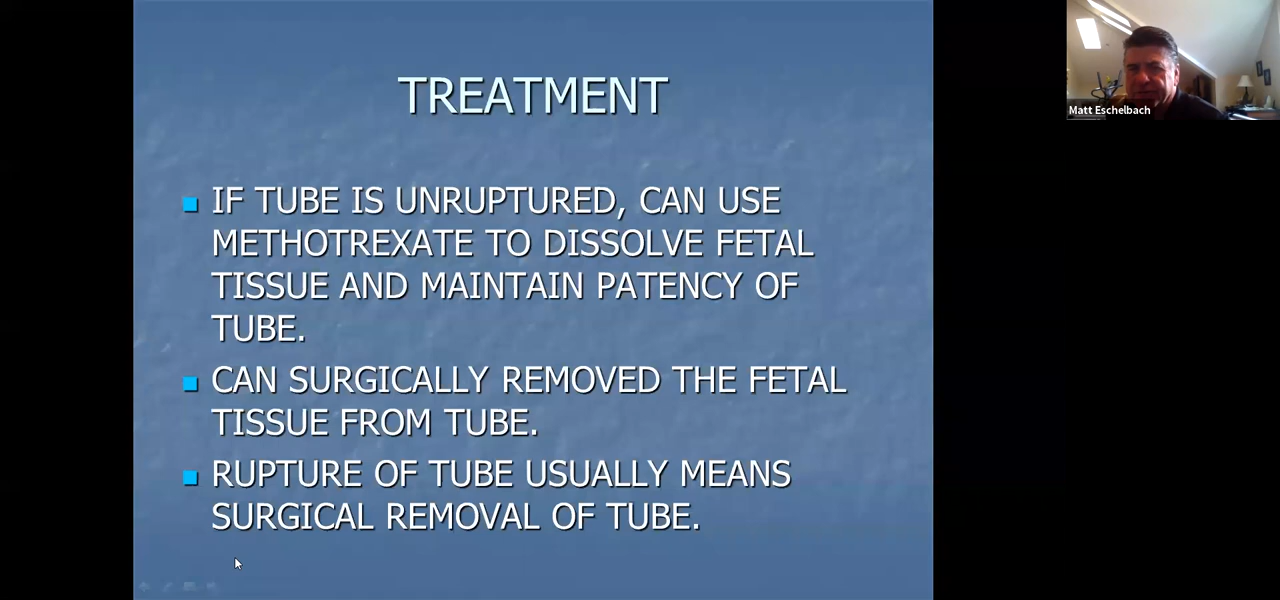 TREATMENT
IF TUBE IS UNRUPTURED, CAN USE
METHOTREXATE TO DISSOLVE FETAL
TISSUE AND MAINTAIN PATENCY OF
TUBE.
CAN SURGICALLY REMOVED THE FETAL
TISSUE FROM TUBE.
RUPTURE OF TUBE USUALLY MEANS
SURGICAL REMOVAL OF TUBE.
Matt Eschelbach